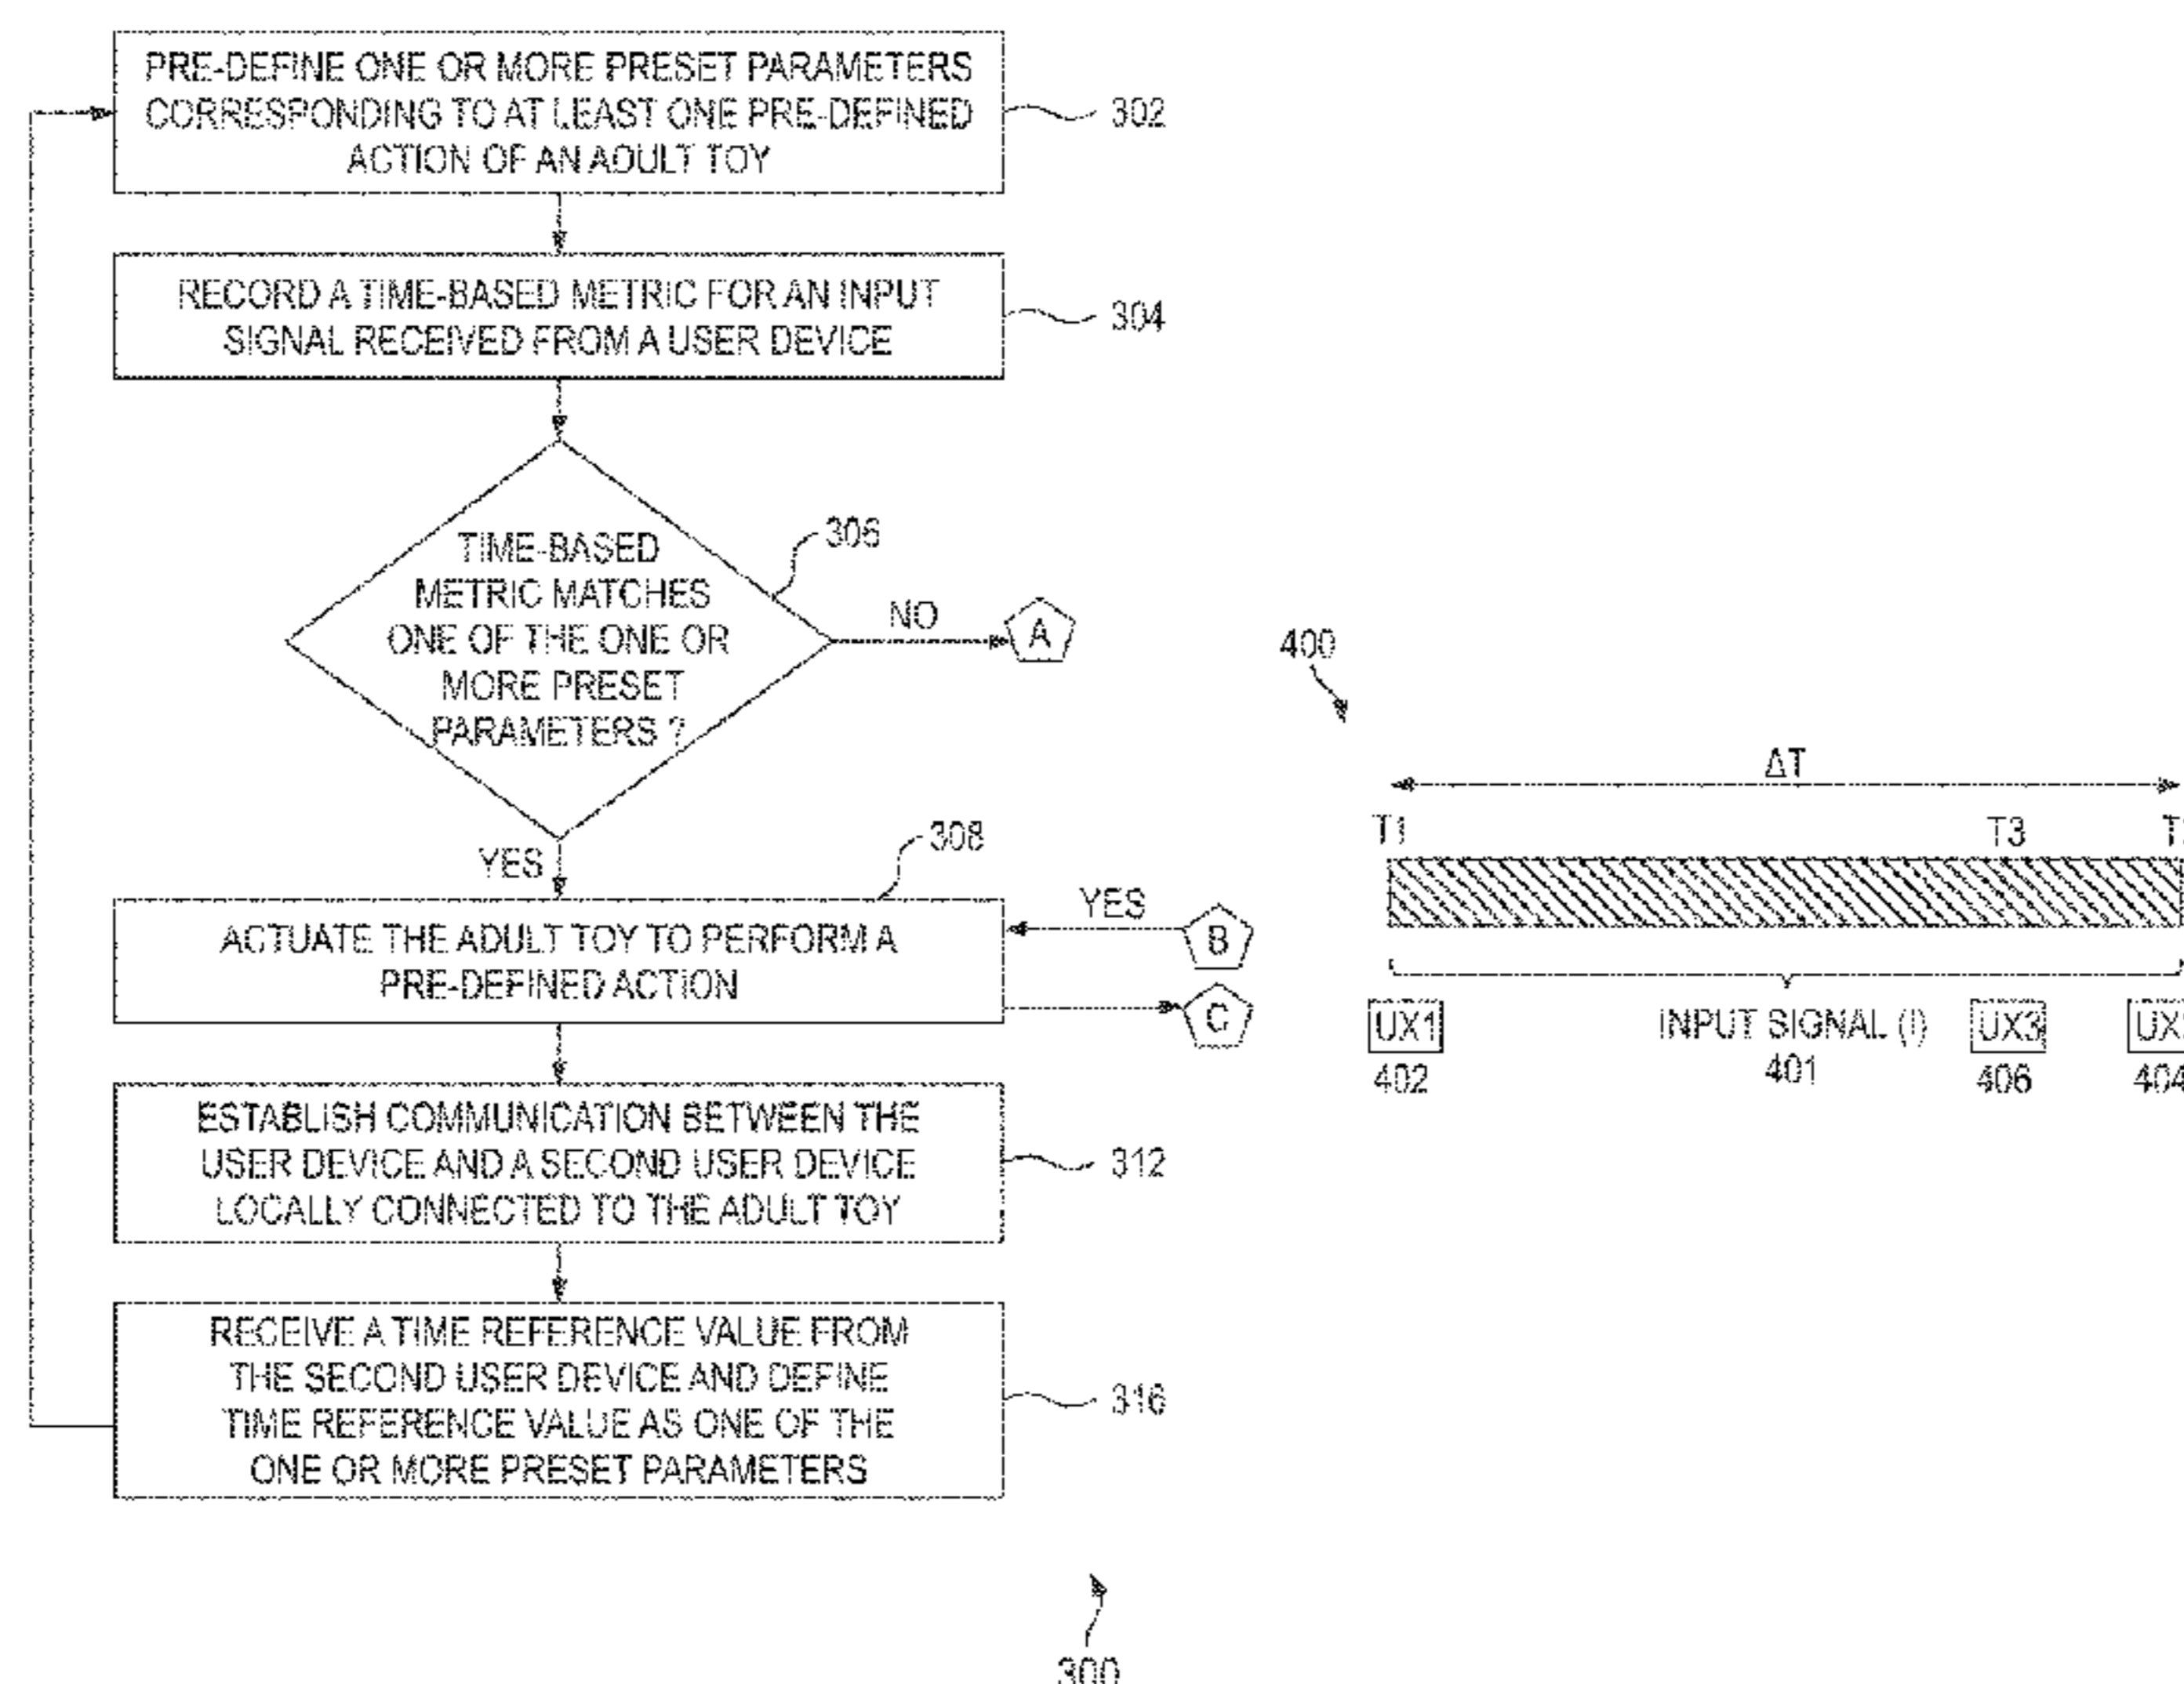 PRE-DEFINE ONE OR MORE PRESET PARAMETERS
CORRESPONDING TO AT LEAST ONE PRE-DEFINED
ACTION OF AN ADULT TOY
302
RECORD A TIME-BASED METRIC FOR AN INPUT
SIGNAL RECEIVED FROM A USER DEVICE
304
TIME-BASED
METRIC MATCHES
ONE OF THE ONE OR
MORE PRESET
PARAMETERS ?
306
NO
A
YES
308
ACTUATE THE ADULT TOY TO PERFORM A
PRE-DEFINED ACTION
YES
B
C
ESTABLISH COMMUNICATION BETWEEN THE
USER DEVICE AND A SECOND USER DEVICE
LOCALLY CONNECTED TO THE ADULT TOY
312
RECEIVE A TIME REFERENCE VALUE FROM
THE SECOND USER DEVICE AND DEFINE
TIME REFERENCE VALUE AS ONE OF THE
ONE OR MORE PRESET PARAMETERS
316
300
400
ΔT
T1
T3
UX1
INPUT SIGNAL (I)
UX3
402
401
406
404